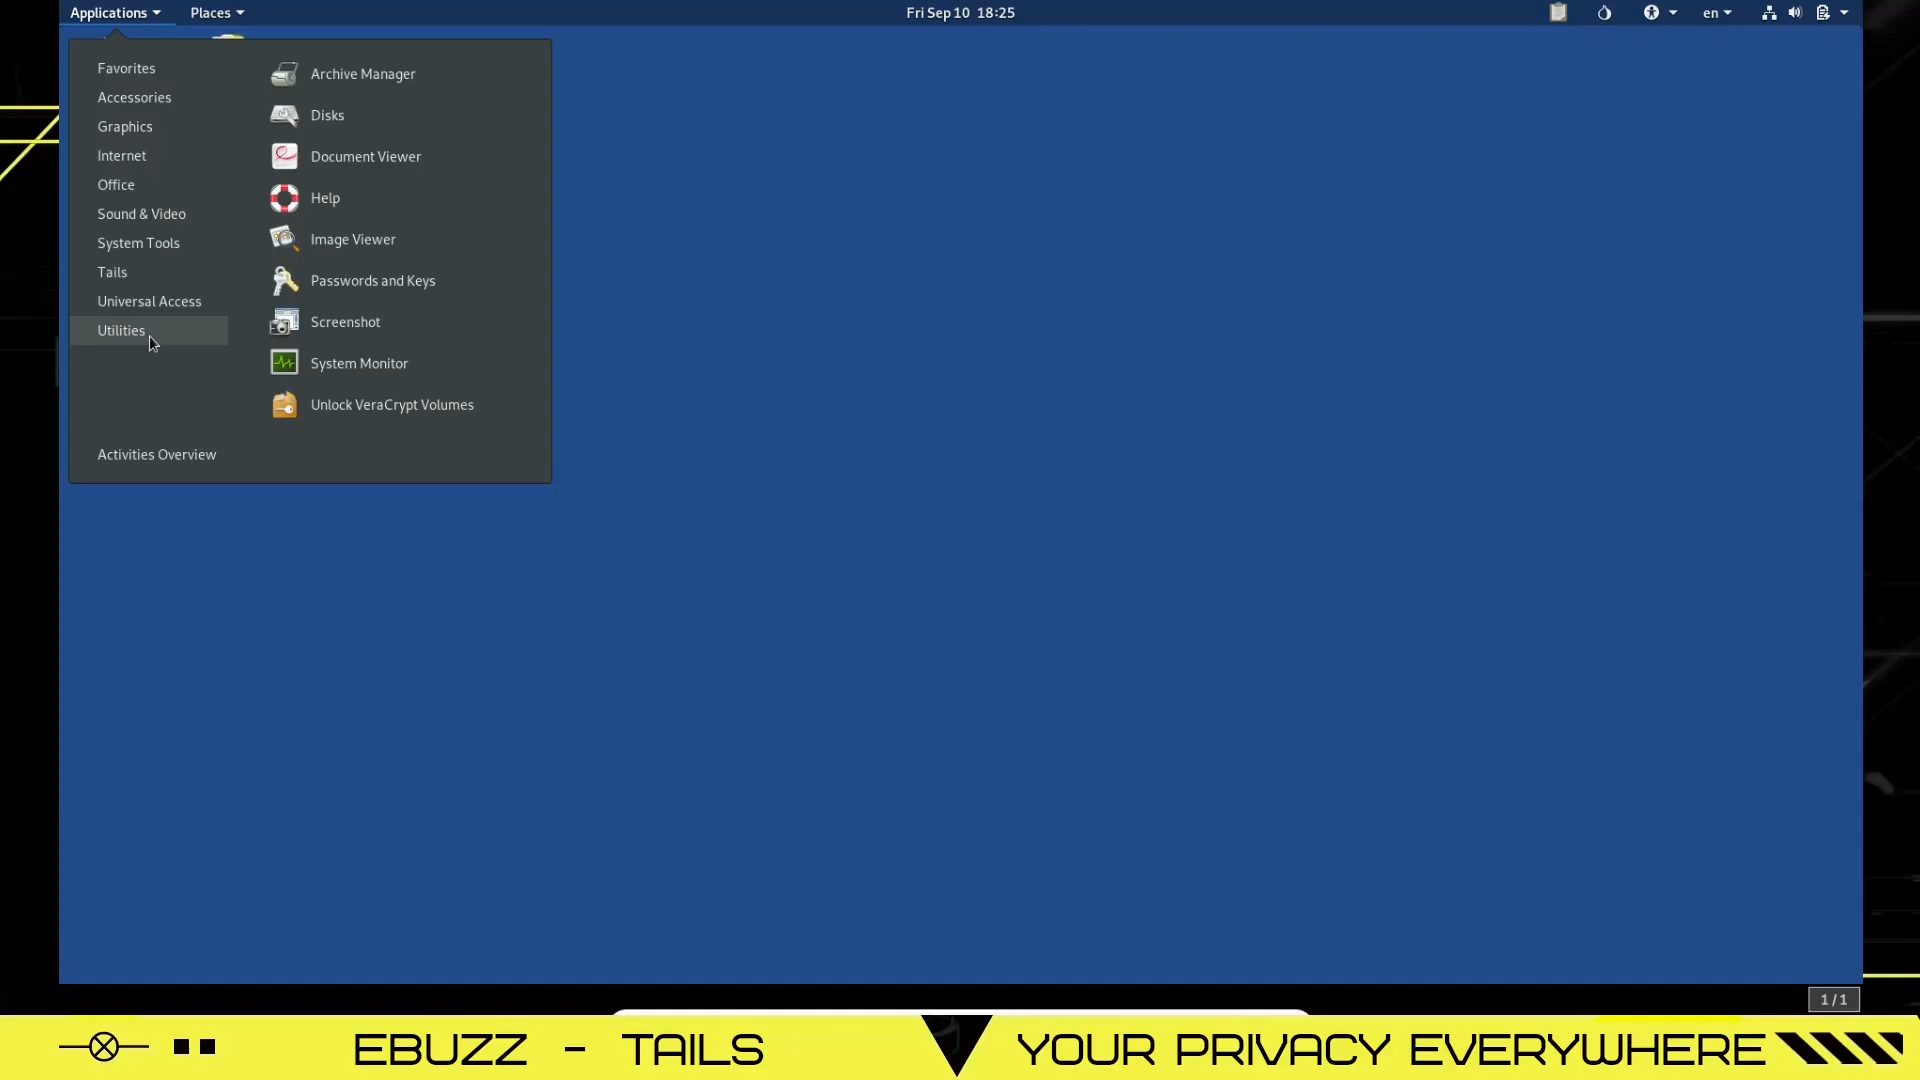 Applications Places Fri Sep 10 18:25 en
Favorites
Accessories
Graphics
Internet
Office
Sound & Video
System Tools
Tails
Universal Access
Utilities
Activities Overview
Archive Manager
Disks
Document Viewer
Help
Image Viewer
Passwords and Keys
Screenshot
System Monitor
Unlock VeraCrypt Volumes
1 / 1
EBUZZ - TAILS YOUR PRIVACY EVERYWHERE